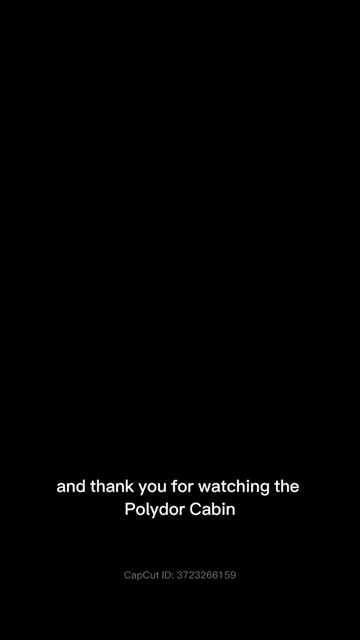 and thank you for watching the
Polydor Cabin
CapCut ID: 3723266159